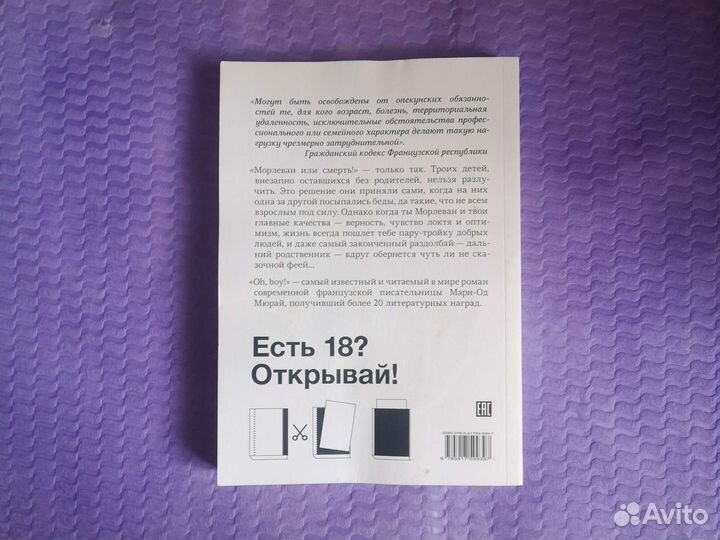 «Могут быть освобождены от опекунских обязанно-
стей те, для кого возраст, болезнь, территориальная
удаленность, исключительные обстоятельства профес-
сионального или семейного характера делают такую на-
грузку чрезмерно затруднительной».
Гражданский кодекс Французской республики
«Морлеван или смерть!» — только так. Троих детей,
внезапно оставшихся без родителей, нельзя разлу-
чить. Это решение они приняли сами, когда на них
одна за другой посыпались беды, да такие, что не всем
взрослым под силу. Однако когда ты Морлеван и твои
главные качества — верность, чувство локтя и опти-
мизм, жизнь всегда пошлет тебе пару-тройку добрых
людей, и даже самый законченный раздолбай — даль-
ний родственник — вдруг обернется чуть ли не ска-
зочной феей...
«Oh, boy!» — самый известный и читаемый в мире роман
современной французской писательницы Мари-Од
Мюрай, получивший более 20 литературных наград.
Есть 18?
Открывай!
EAC
Avito